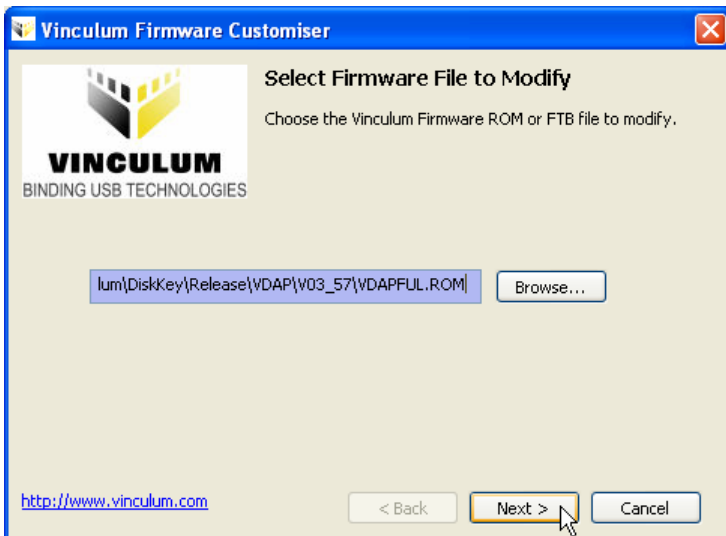 Vinculum Firmware Customiser
VINCULUM
BINDING USB TECHNOLOGIES
Select Firmware File to Modify
Choose the Vinculum Firmware ROM or FTB file to modify.
lum\DiskKey\Release\VDAP\V03_57\VDAPFUL.ROM
Browse...
http://www.vinculum.com
< Back
Next >
Cancel